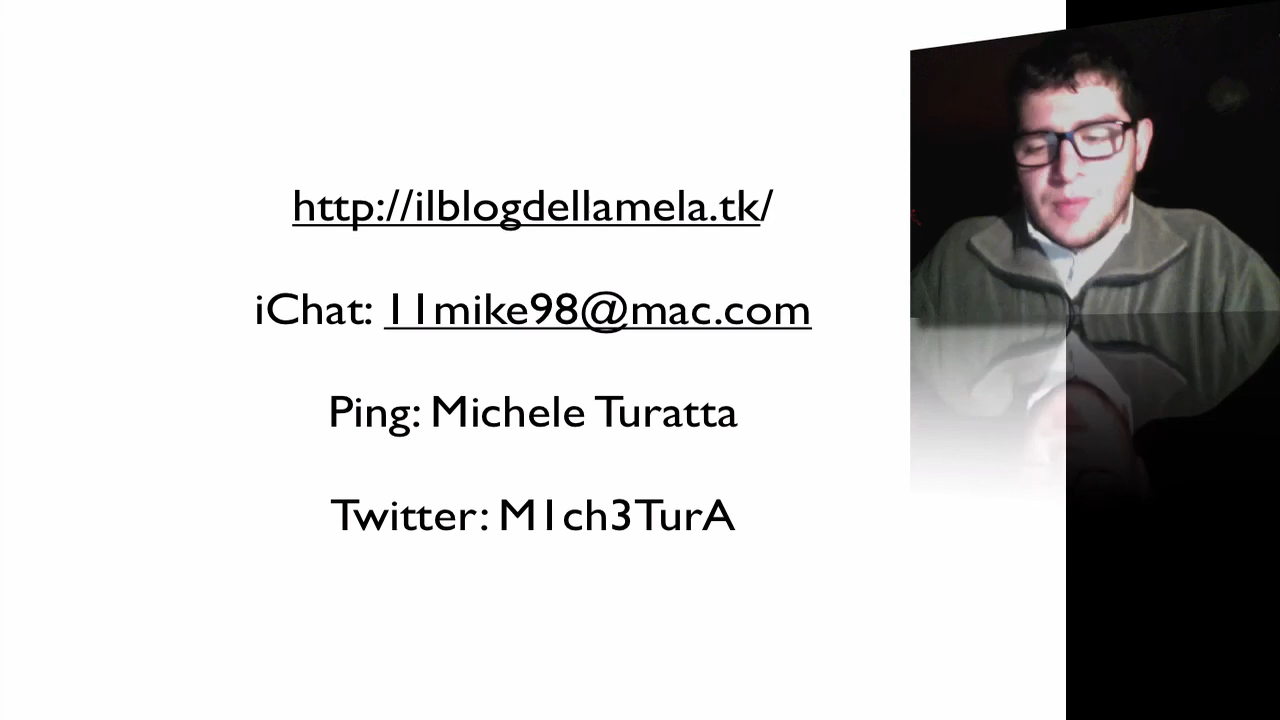 http://ilblogdellamela.tk/
iChat: 11mike98@mac.com
Ping: Michele Turatta
Twitter: M1ch3TurA